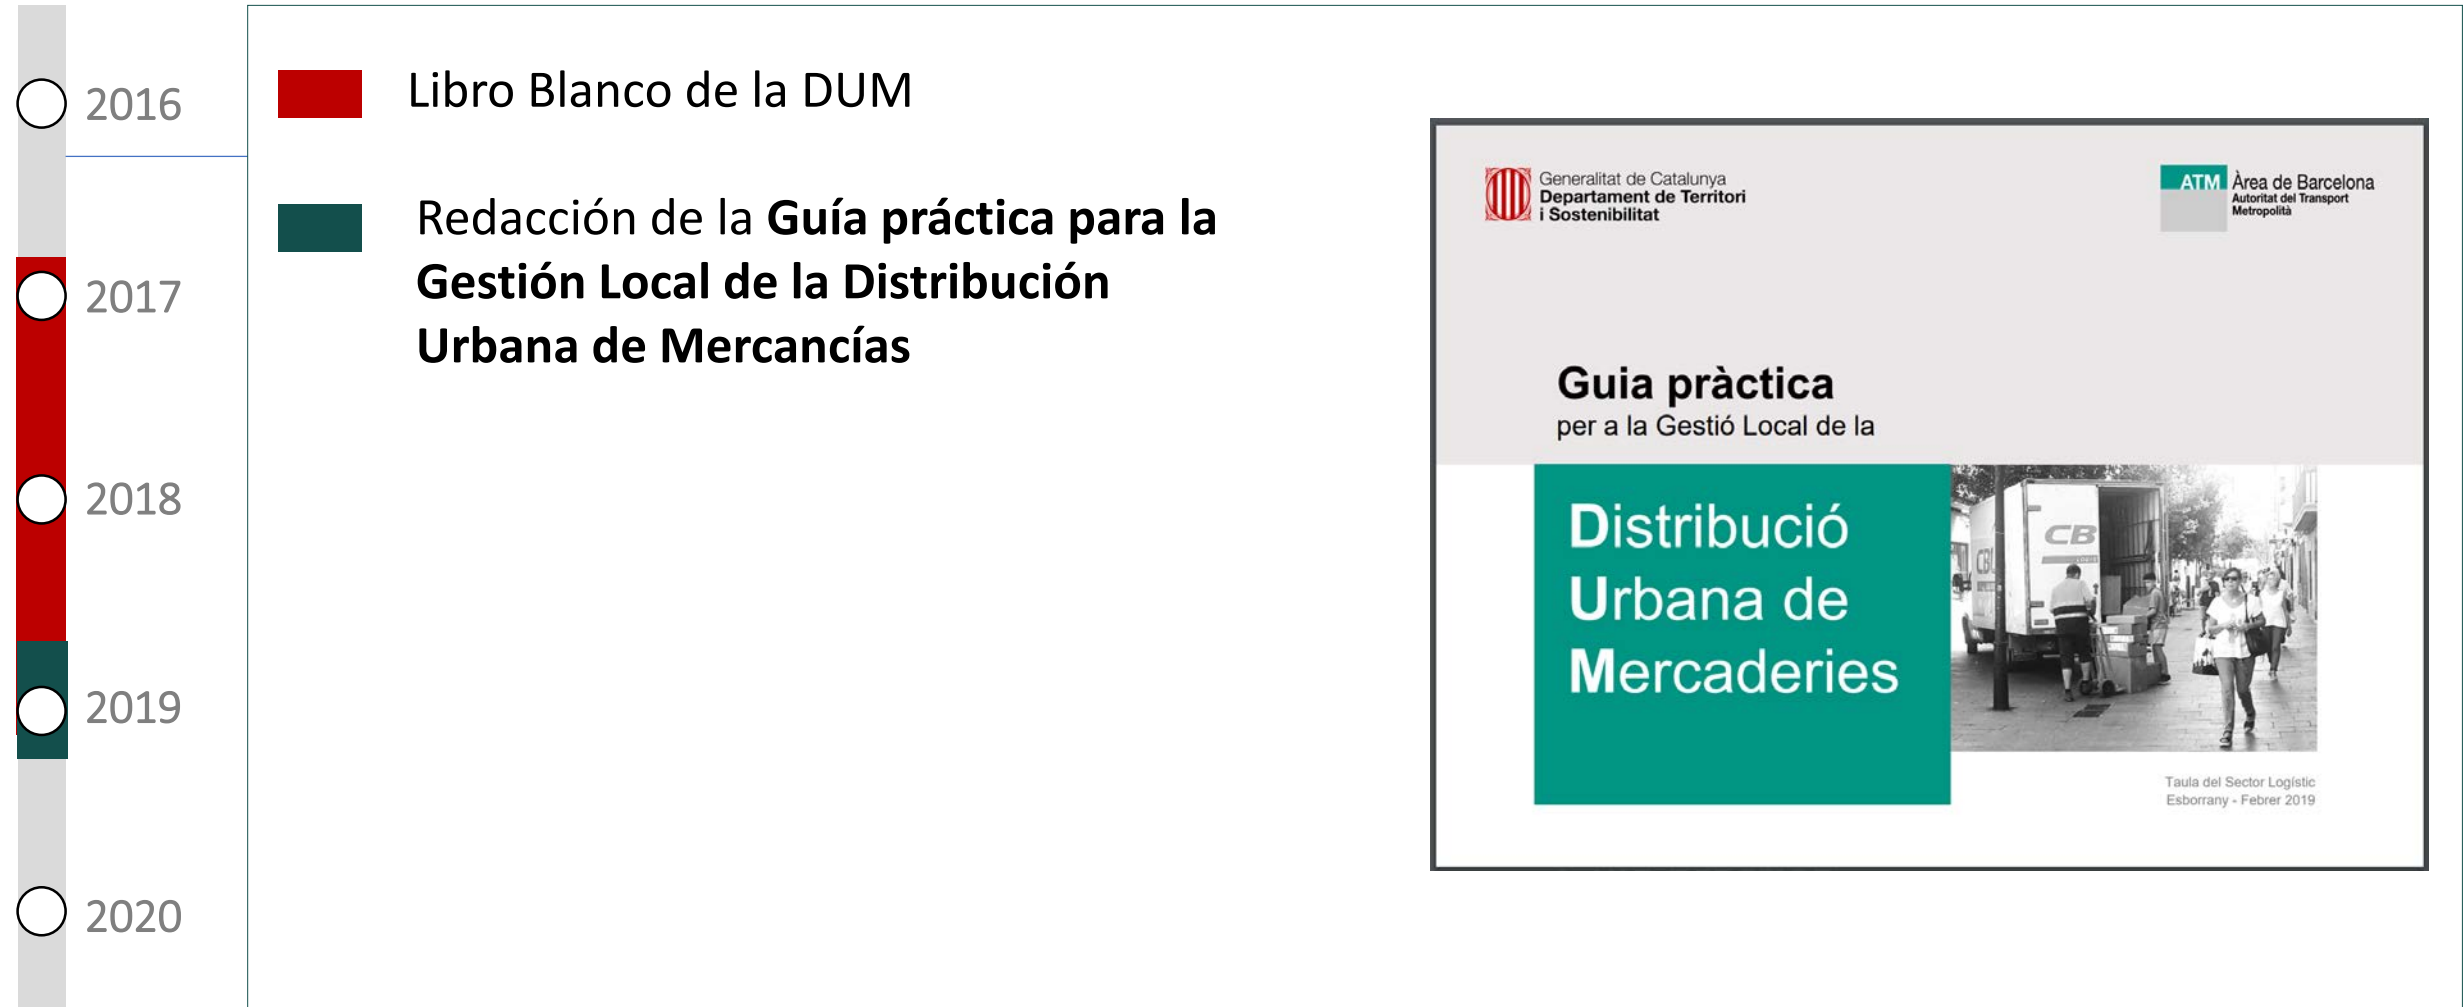 2016
2017
2018
2019
2020
Libro Blanco de la DUM
Redacción de la Guía práctica para la
Gestión Local de la Distribución
Urbana de Mercancías
Generalitat de Catalunya
Departament de Territori
i Sostenibilitat
ATM Àrea de Barcelona
Autoritat del Transport
Metropolità
Guia pràctica
per a la Gestió Local de la
Distribució
Urbana de
Mercaderies
CB
Taula del Sector Logístic
Esborrany - Febrer 2019